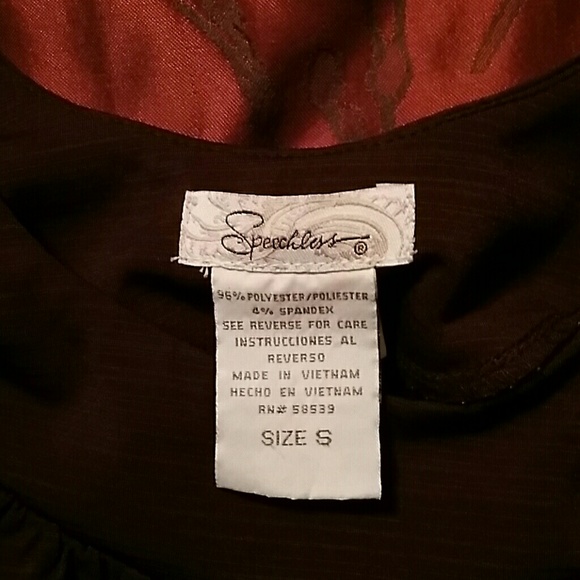 Speechless®
96% POLYESTER/POLIESTER
4% SPANDEX
SEE REVERSE FOR CARE
INSTRUCCIONES AL
REVERSO
MADE IN VIETNAM
HECHO EN VIETNAM
RN# 58539
SIZE S